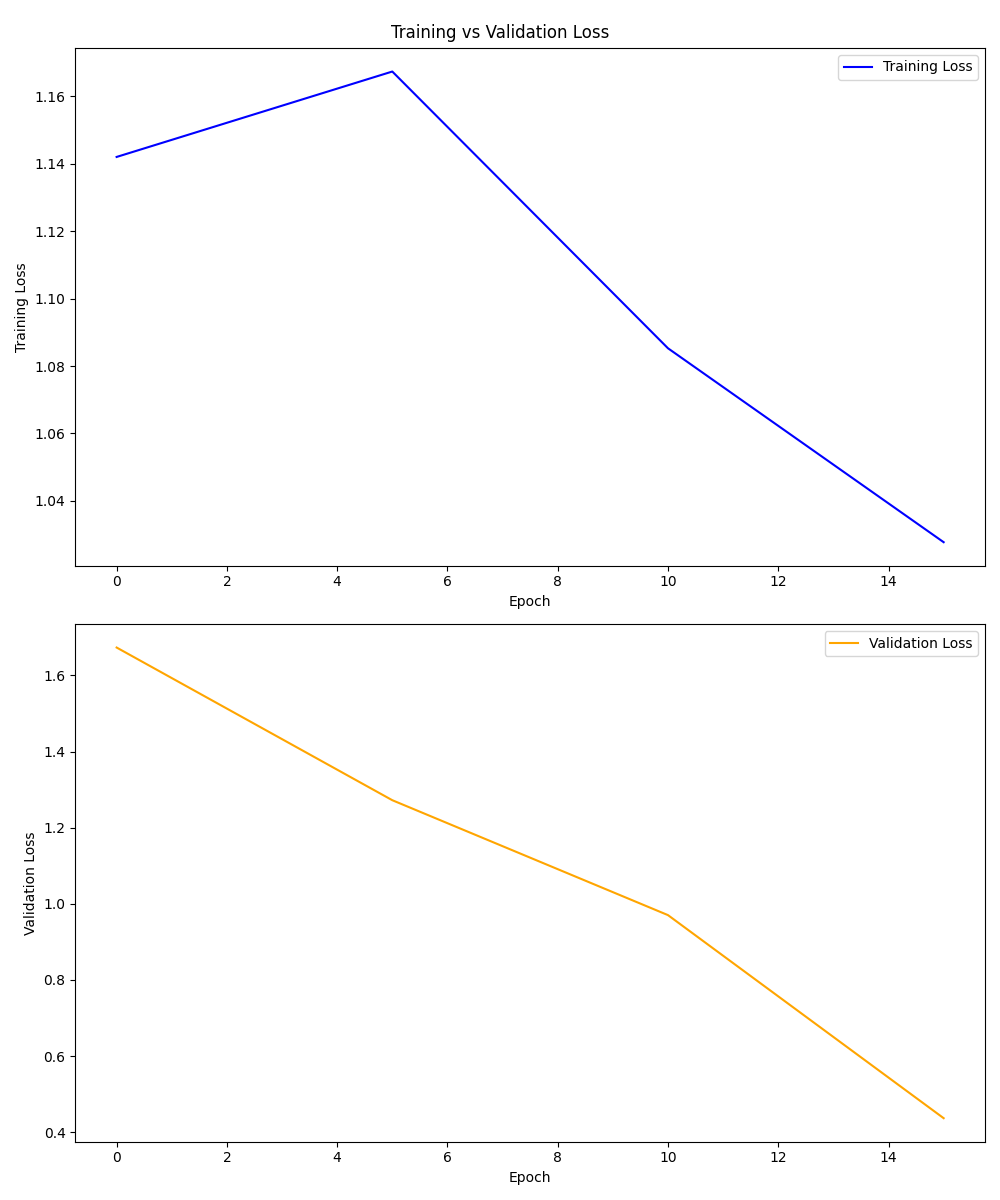 Training vs Validation Loss
Training Loss
1.16
1.14
1.12
1.10
1.08
1.06
1.04
Training Loss
0 2 4 6 8 10 12 14
Epoch
Validation Loss
1.6
1.4
1.2
1.0
0.8
0.6
0.4
Validation Loss
0 2 4 6 8 10 12 14
Epoch